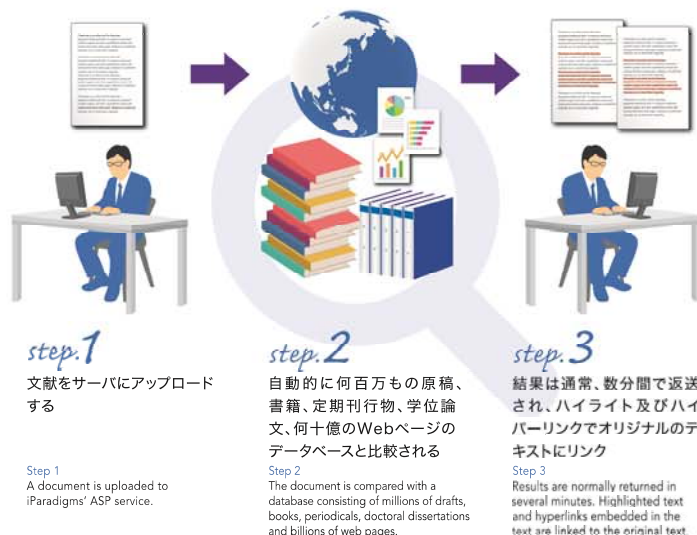 step.1
文献をサーバにアップロード
する
Step 1
A document is uploaded to
iParadigms' ASP service.
step.2
自動的に何百万もの原稿、
書籍、定期刊行物、学位論
文、何十億のWebページの
データベースと比較される
Step 2
The document is compared with a
database consisting of millions of drafts,
books, periodicals, doctoral dissertations
and billions of web pages.
step.3
結果は通常、数分間で返送
され、ハイライト及びハイ
パーリンクでオリジナルのテ
キストにリンク
Step 3
Results are normally returned in
several minutes. Highlighted text
and hyperlinks embedded in the
text are linked to the original text.